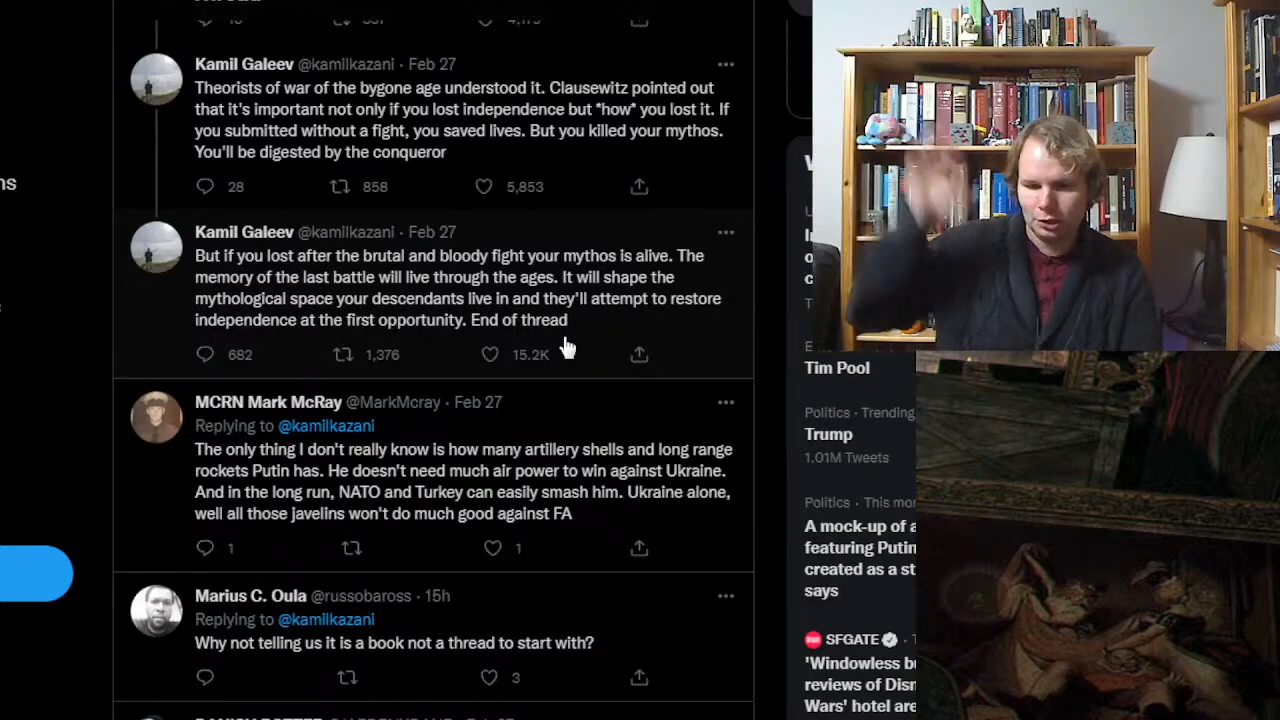 Kamil Galeev @kamilkazani · Feb 27
Theorists of war of the bygone age understood it. Clausewitz pointed out
that it's important not only if you lost independence but *how* you lost it. If
you submitted without a fight, you saved lives. But you killed your mythos.
You'll be digested by the conqueror
28 858 5,853
ns
Kamil Galeev @kamilkazani · Feb 27
But if you lost after the brutal and bloody fight your mythos is alive. The
memory of the last battle will live through the ages. It will shape the
mythological space your descendants live in and they'll attempt to restore
independence at the first opportunity. End of thread
682 1,376 15.2K
MCRN Mark McRay @MarkMcray · Feb 27
Replying to @kamilkazani
The only thing I don't really know is how many artillery shells and long range
rockets Putin has. He doesn't need much air power to win against Ukraine.
And in the long run, NATO and Turkey can easily smash him. Ukraine alone,
well all those javelins won't do much good against FA
1 1
Marius C. Oula @russobaross · 15h
Replying to @kamilkazani
Why not telling us it is a book not a thread to start with?
3
Tim Pool
Politics · Trending
Trump
1.01M Tweets
Politics · This mor
A mock-up of a
featuring Putin
created as a st
says
SFGATE
'Windowless b
reviews of Disn
Wars' hotel are